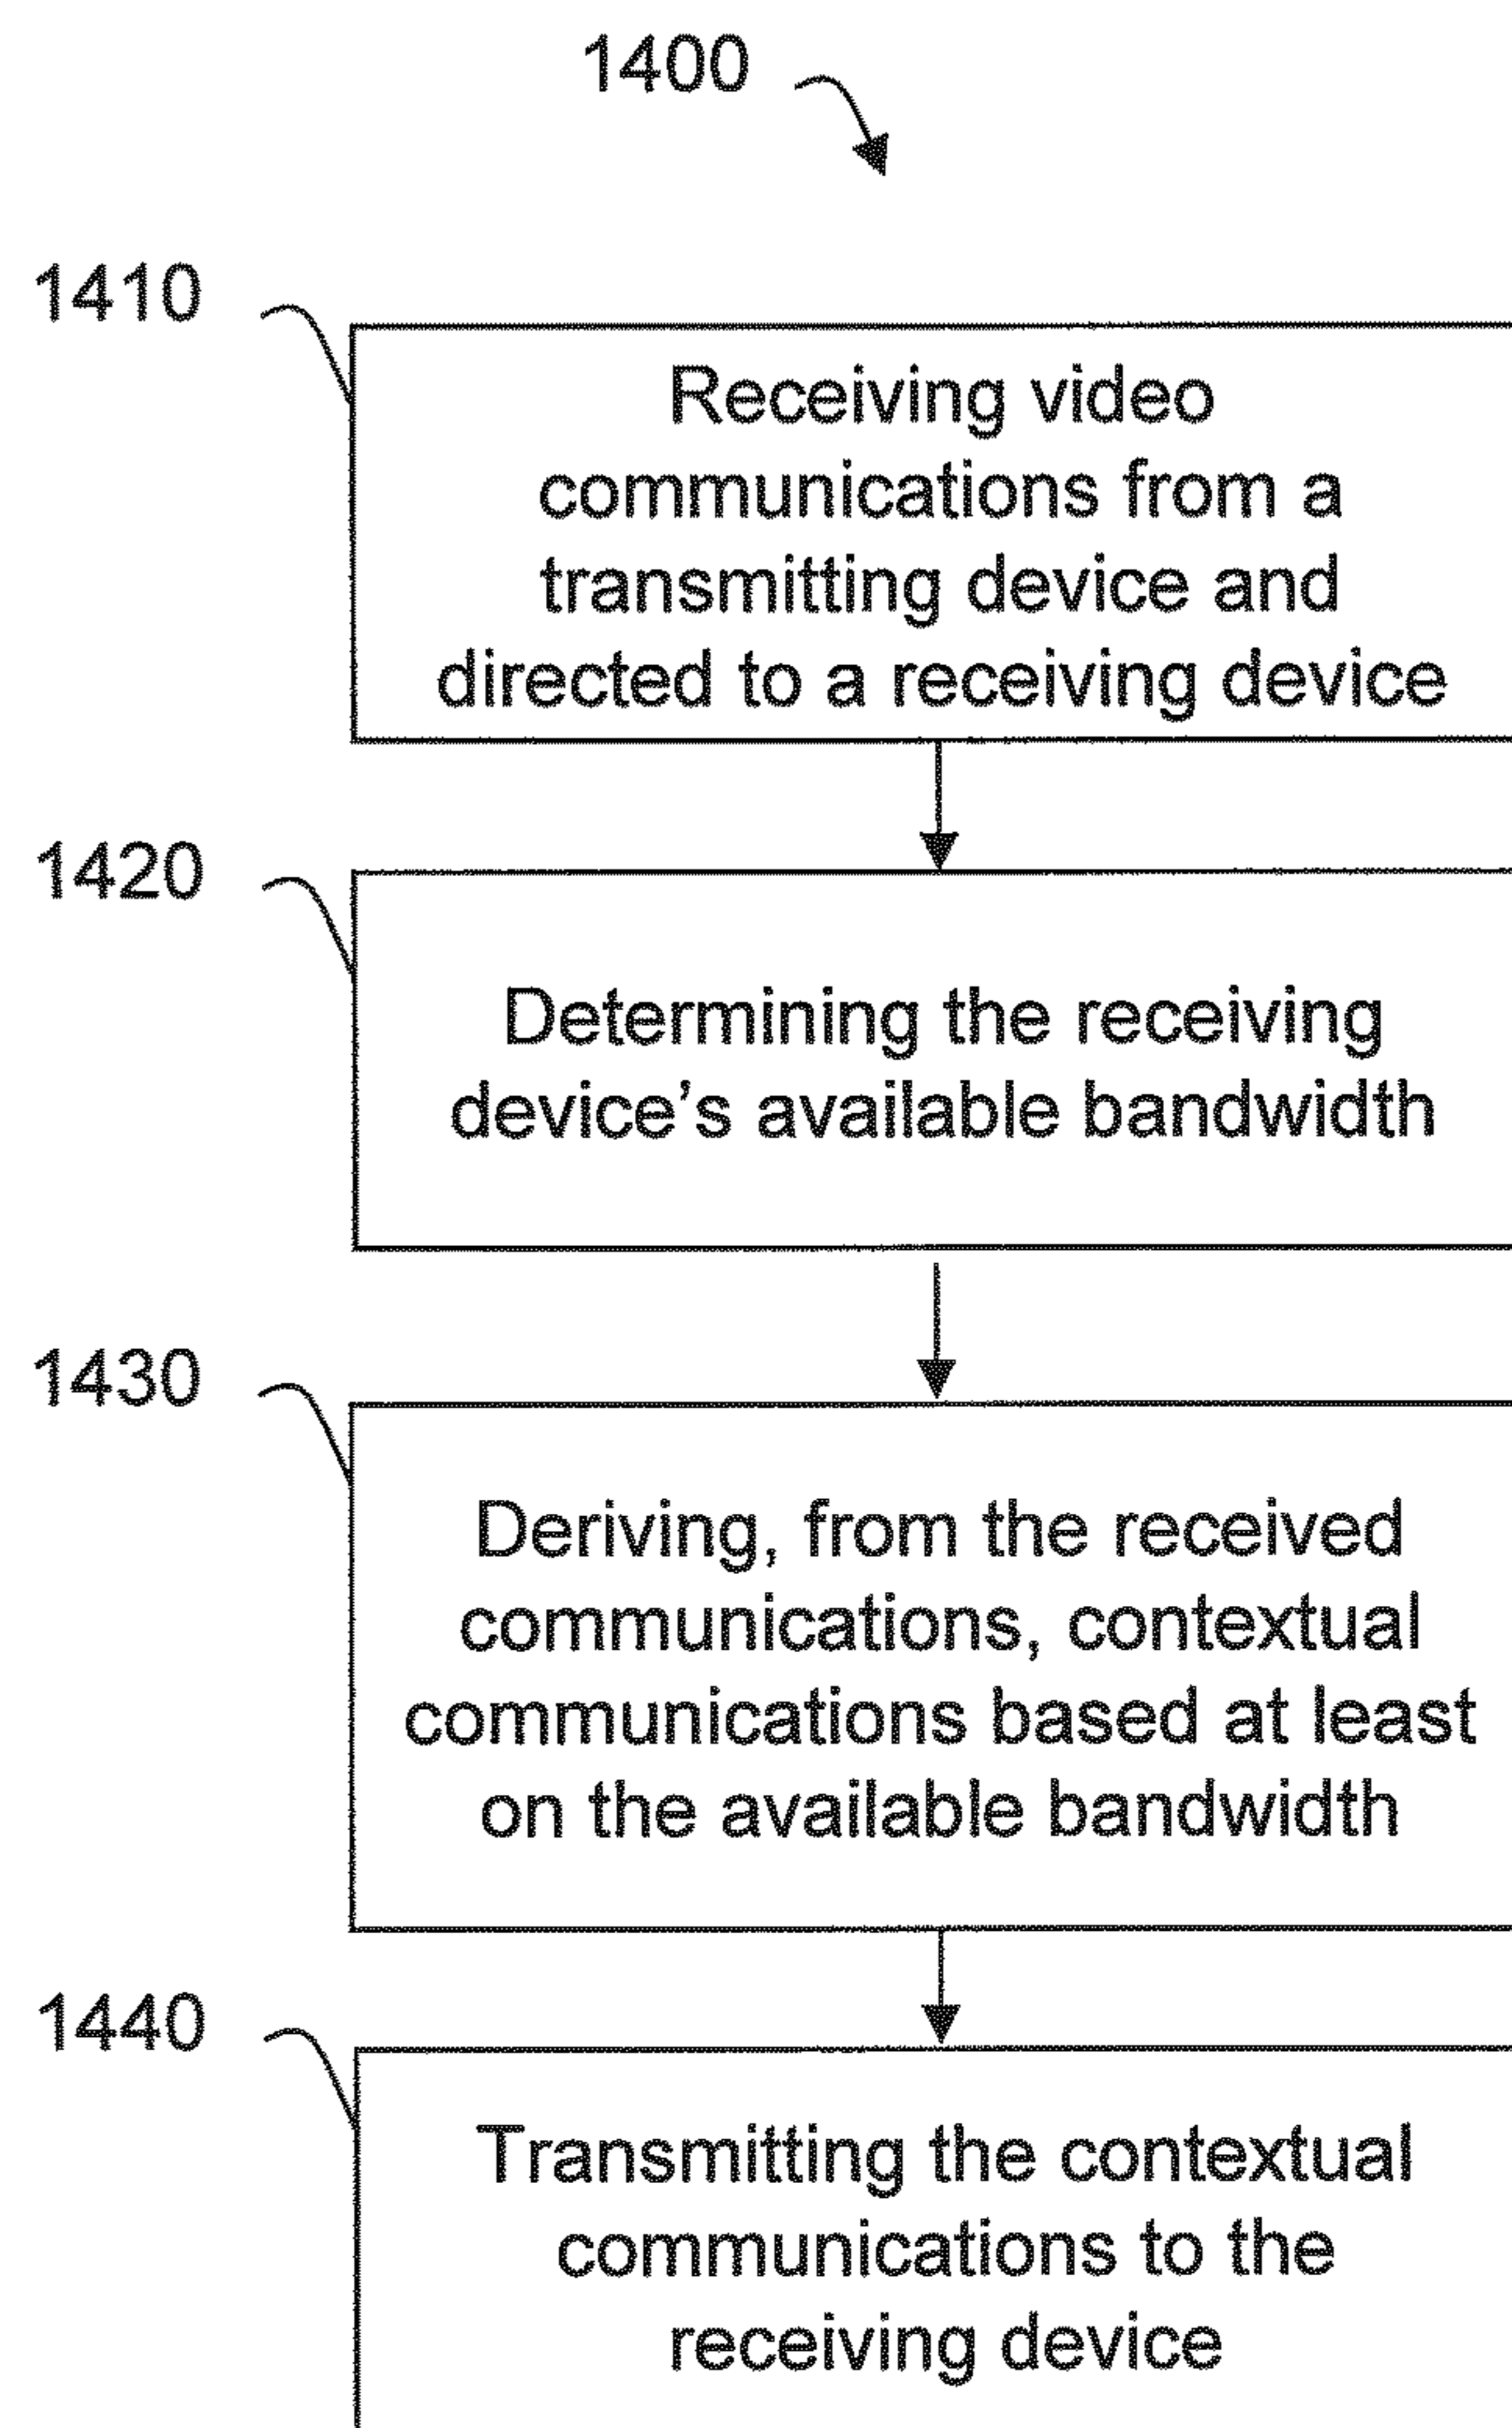 1400
1410
Receiving video
communications from a
transmitting device and
directed to a receiving device
1420
Determining the receiving
device’s available bandwidth
1430
Deriving, from the received
communications, contextual
communications based at least
on the available bandwidth
1440
Transmitting the contextual
communications to the
receiving device